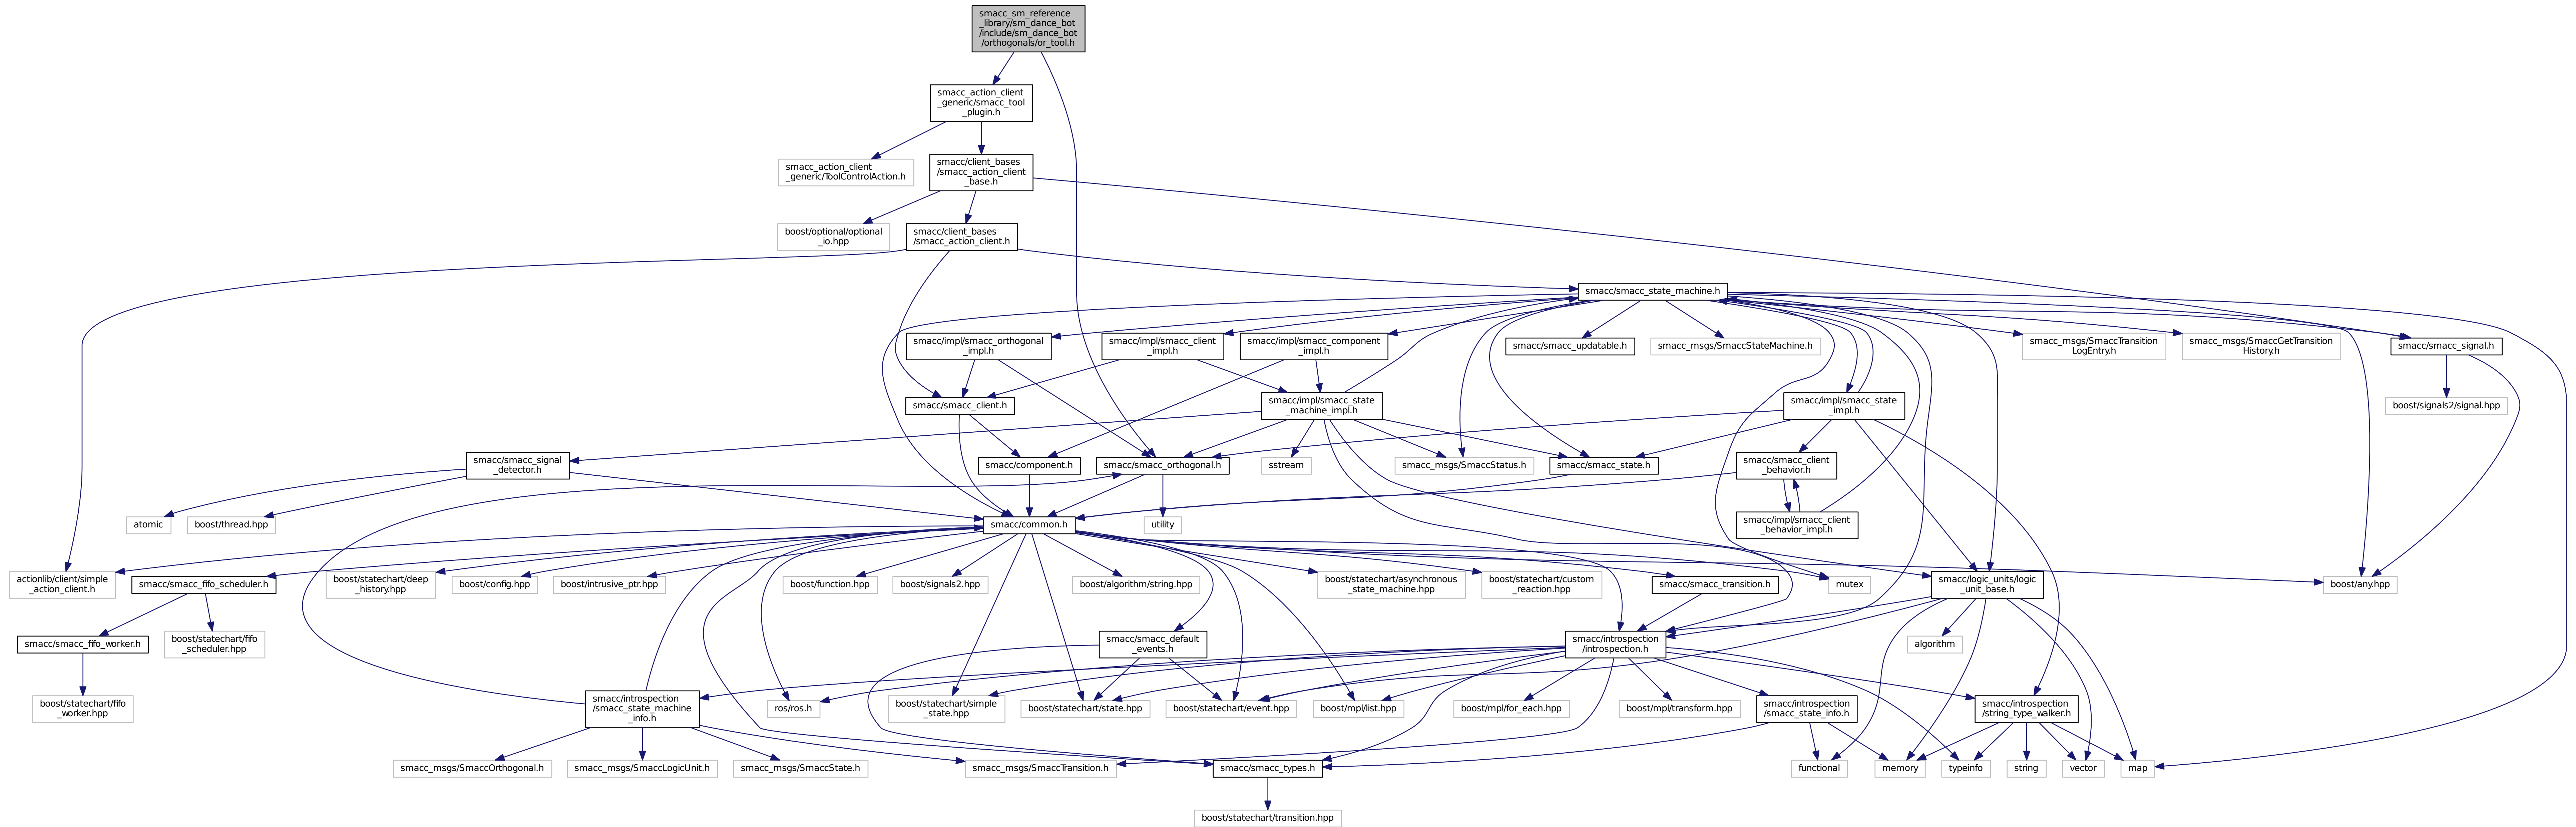 smacc_sm_reference
_library/sm_dance_bot
/include/sm_dance_bot
/orthogonals/or_tool.h
smacc_action_client
_generic/smacc_tool
_plugin.h
smacc_action_client
_generic/ToolControlAction.h
smacc/client_bases
/smacc_action_client
_base.h
boost/optional/optional
_io.hpp
smacc/client_bases
/smacc_action_client.h
smacc/smacc_state_machine.h
smacc/impl/smacc_orthogonal
_impl.h
smacc/impl/smacc_client
_impl.h
smacc/impl/smacc_component
_impl.h
smacc/smacc_updatable.h
smacc_msgs/SmaccStateMachine.h
smacc_msgs/SmaccTransition
LogEntry.h
smacc_msgs/SmaccGetTransition
History.h
smacc/smacc_signal.h
smacc/smacc_client.h
smacc/impl/smacc_state
_machine_impl.h
smacc/impl/smacc_state
_impl.h
boost/signals2/signal.hpp
smacc/smacc_signal
_detector.h
smacc/component.h
smacc/smacc_orthogonal.h
sstream
smacc_msgs/SmaccStatus.h
smacc/smacc_state.h
smacc/smacc_client
_behavior.h
atomic
boost/thread.hpp
smacc/common.h
utility
smacc/impl/smacc_client
_behavior_impl.h
actionlib/client/simple
_action_client.h
smacc/smacc_fifo_scheduler.h
boost/statechart/deep
_history.hpp
boost/config.hpp
boost/intrusive_ptr.hpp
boost/function.hpp
boost/signals2.hpp
boost/algorithm/string.hpp
boost/statechart/asynchronous
_state_machine.hpp
boost/statechart/custom
_reaction.hpp
smacc/smacc_transition.h
mutex
smacc/logic_units/logic
_unit_base.h
boost/any.hpp
smacc/smacc_fifo_worker.h
boost/statechart/fifo
_scheduler.hpp
smacc/smacc_default
_events.h
smacc/introspection
/introspection.h
algorithm
boost/statechart/fifo
_worker.hpp
smacc/introspection
/smacc_state_machine
_info.h
ros/ros.h
boost/statechart/simple
_state.hpp
boost/statechart/state.hpp
boost/statechart/event.hpp
boost/mpl/list.hpp
boost/mpl/for_each.hpp
boost/mpl/transform.hpp
smacc/introspection
/smacc_state_info.h
smacc/introspection
/string_type_walker.h
smacc_msgs/SmaccOrthogonal.h
smacc_msgs/SmaccLogicUnit.h
smacc_msgs/SmaccState.h
smacc_msgs/SmaccTransition.h
smacc/smacc_types.h
functional
memory
typeinfo
string
vector
map
boost/statechart/transition.hpp